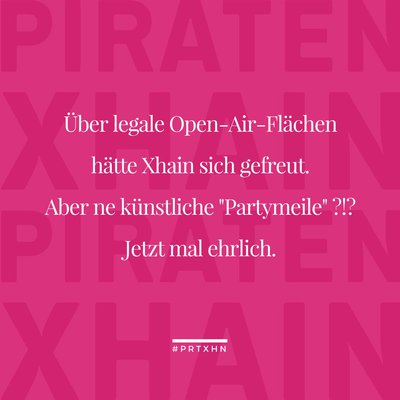 PIRATEN
XHAIN
PIRATEN
XHAIN
Über legale Open-Air-Flächen
hätte Xhain sich gefreut.
Aber ne künstliche "Partymeile" ?!?
Jetzt mal ehrlich.
#PRTXHN